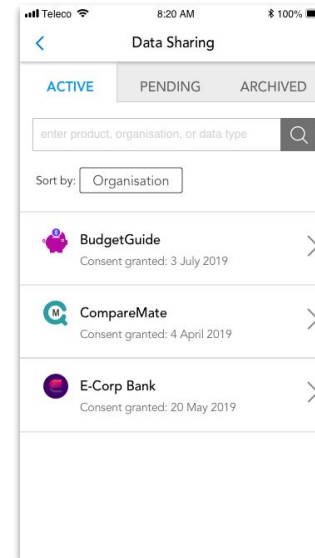 Teleco 8:20 AM 100%
Data Sharing
ACTIVE PENDING ARCHIVED
enter product, organisation, or data type
Sort by: Organisation
BudgetGuide
Consent granted: 3 July 2019
M CompareMate
Consent granted: 4 April 2019
E-Corp Bank
Consent granted: 20 May 2019